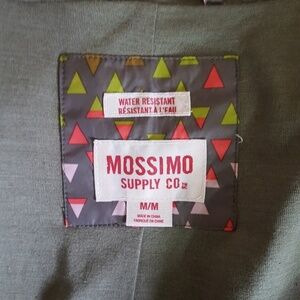 WATER RESISTANT
RÉSISTANT À L'EAU
MOSSIMO
SUPPLY CO.
M/M
MADE IN CHINA
FABRIQUÉ EN CHINE